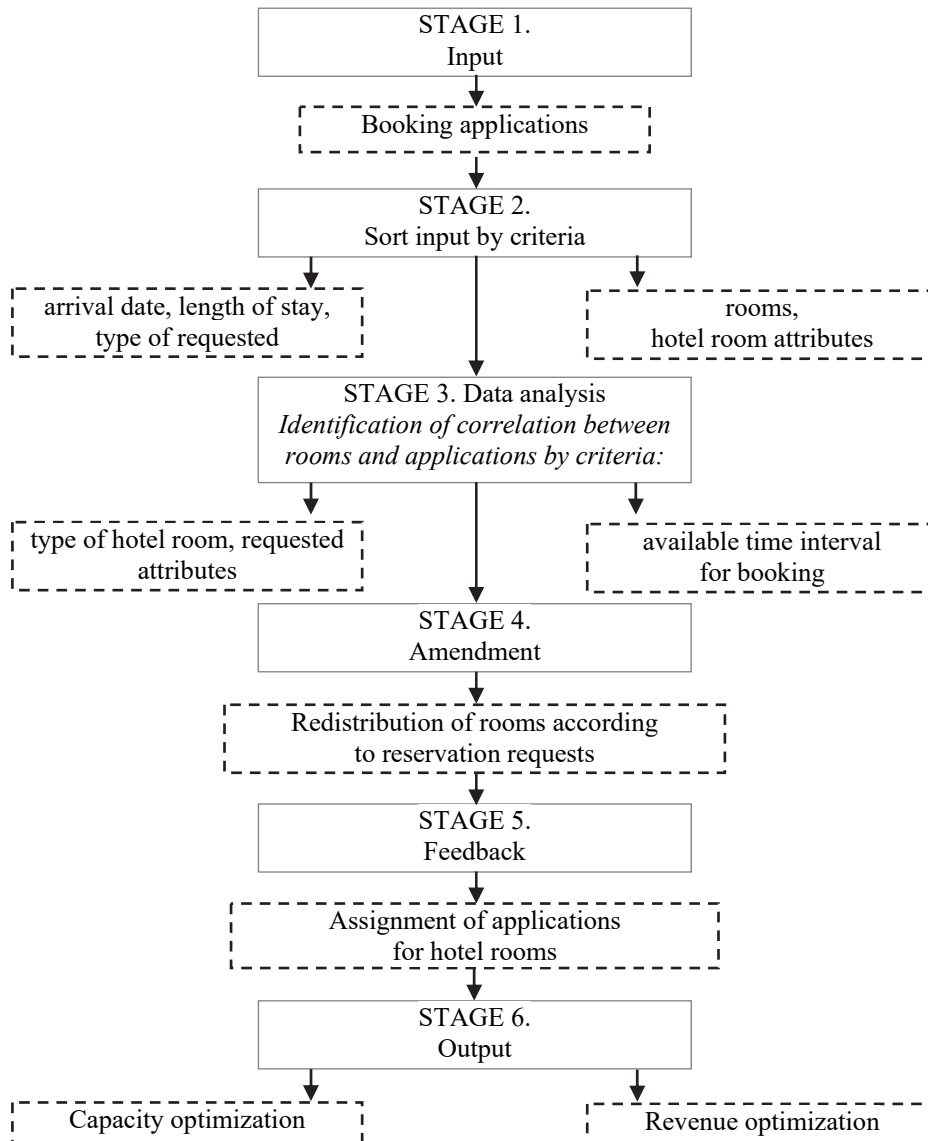 STAGE 1.
Input
Booking applications
STAGE 2.
Sort input by criteria
arrival date, length of stay,
type of requested
rooms,
hotel room attributes
STAGE 3. Data analysis
Identification of correlation between
rooms and applications by criteria:
type of hotel room, requested
attributes
available time interval
for booking
STAGE 4.
Amendment
Redistribution of rooms according
to reservation requests
STAGE 5.
Feedback
Assignment of applications
for hotel rooms
STAGE 6.
Output
Capacity optimization
Revenue optimization